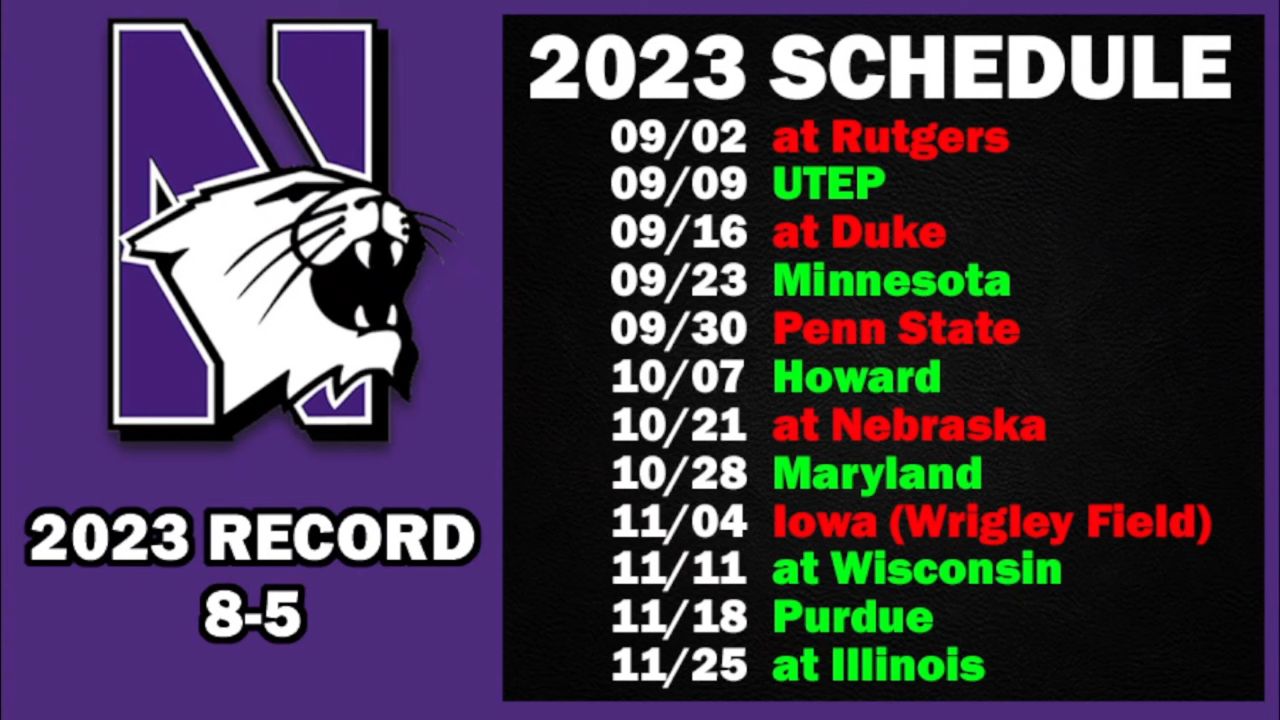 N
2023 RECORD
8-5
2023 SCHEDULE
09/02 at Rutgers
09/09 UTEP
09/16 at Duke
09/23 Minnesota
09/30 Penn State
10/07 Howard
10/21 at Nebraska
10/28 Maryland
11/04 Iowa (Wrigley Field)
11/11 at Wisconsin
11/18 Purdue
11/25 at Illinois